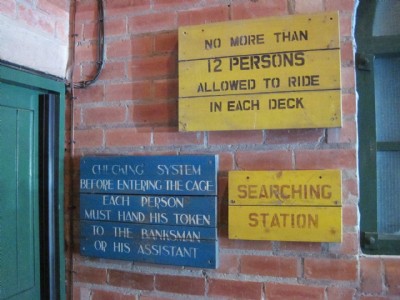 NO MORE THAN
12 PERSONS
ALLOWED TO RIDE
IN EACH DECK
CHECKING SYSTEM
BEFORE ENTERING THE CAGE
EACH PERSON
MUST HAND HIS TOKEN
TO THE BANKSMAN
OR HIS ASSISTANT
SEARCHING
STATION